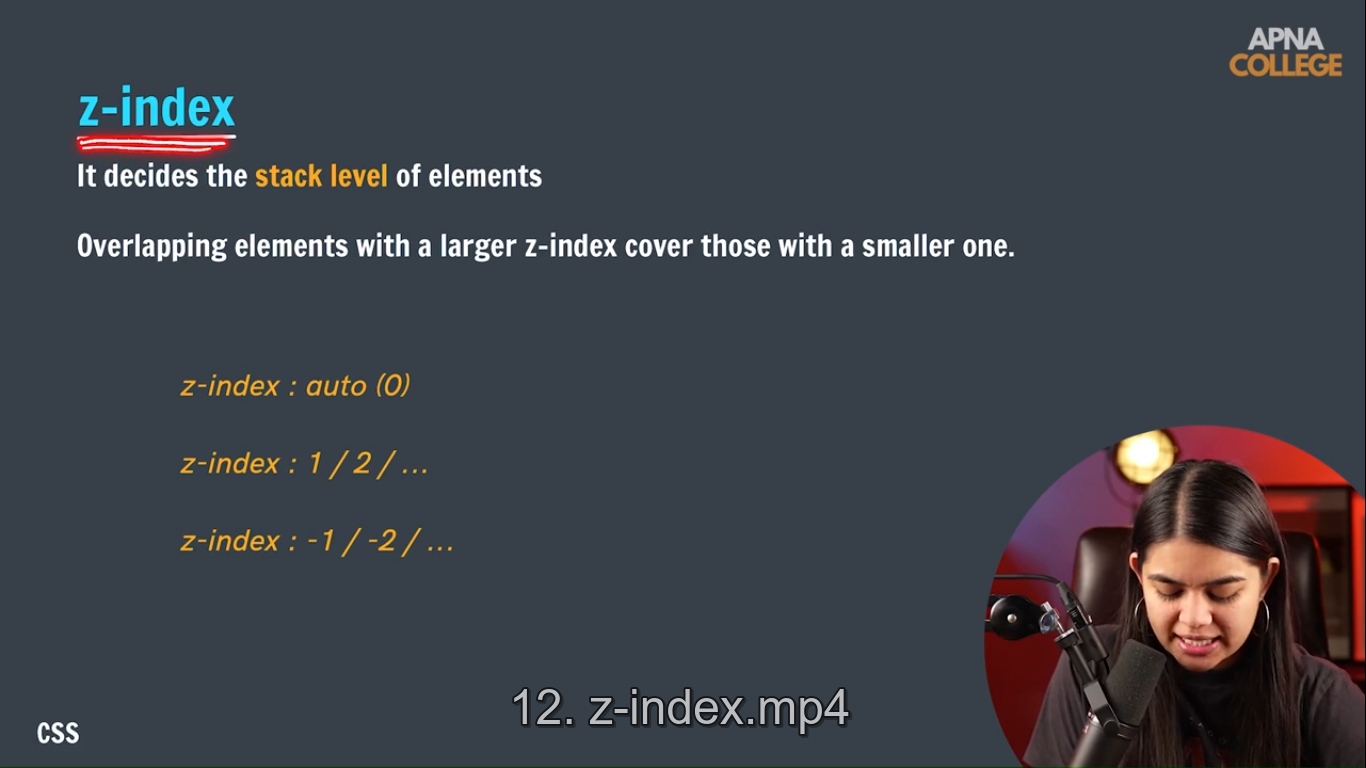 APNA
COLLEGE
z-index
It decides the stack level of elements
Overlapping elements with a larger z-index cover those with a smaller one.
z-index : auto (0)
z-index : 1 / 2 / ...
z-index : -1 / -2 / ...
12. z-index.mp4
CSS